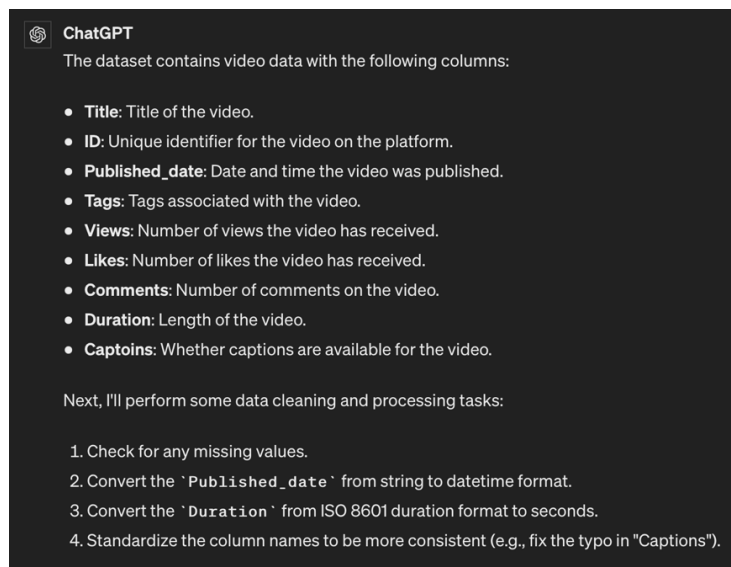 ChatGPT
The dataset contains video data with the following columns:
● Title: Title of the video.
● ID: Unique identifier for the video on the platform.
● Published_date: Date and time the video was published.
● Tags: Tags associated with the video.
● Views: Number of views the video has received.
● Likes: Number of likes the video has received.
● Comments: Number of comments on the video.
● Duration: Length of the video.
● Captoins: Whether captions are available for the video.
Next, I'll perform some data cleaning and processing tasks:
1. Check for any missing values.
2. Convert the `Published_date` from string to datetime format.
3. Convert the `Duration` from ISO 8601 duration format to seconds.
4. Standardize the column names to be more consistent (e.g., fix the typo in "Captions").